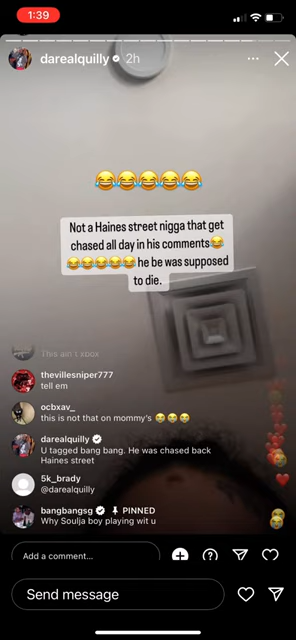 1:39
darealquilly 2h
😂😂😂😂😂
Not a Haines street nigga that get
chased all day in his comments😂
😂😂😂😂😂 he be was supposed
to die.
This ain't xbox
thevillesniper777
tell em
ocbxav_
this is not that on mommy's 😂😂😂
darealquilly
U tagged bang bang. He was chased back
Haines street
5k_brady
@darealquilly
bangbangsg PINNED
Why Soulja boy playing wit u
Add a comment...
Send message